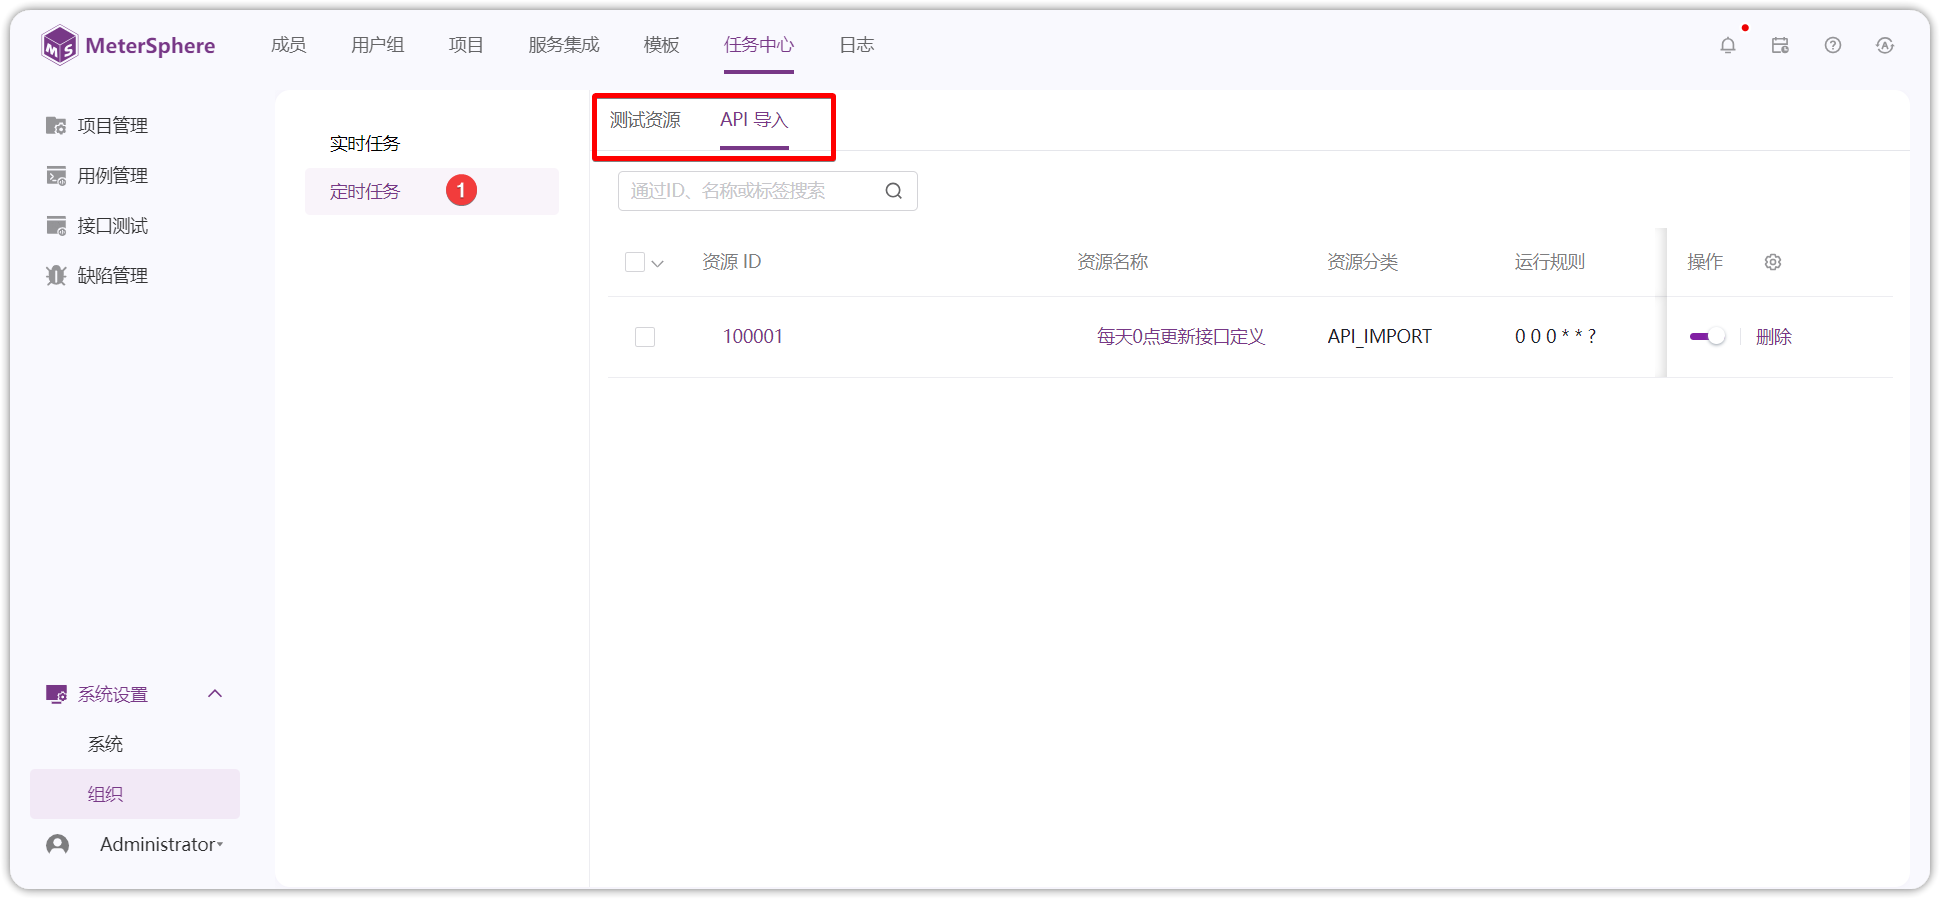 MeterSphere 成员 用户组 项目 服务集成 模板 任务中心 日志
项目管理
用例管理
接口测试
缺陷管理
系统设置
系统
组织
Administrator
实时任务
定时任务 1
测试资源 API 导入
通过ID、名称或标签搜索
资源 ID 资源名称 资源分类 运行规则 操作
100001 每天0点更新接口定义 API_IMPORT 0 0 0 * * ? 删除